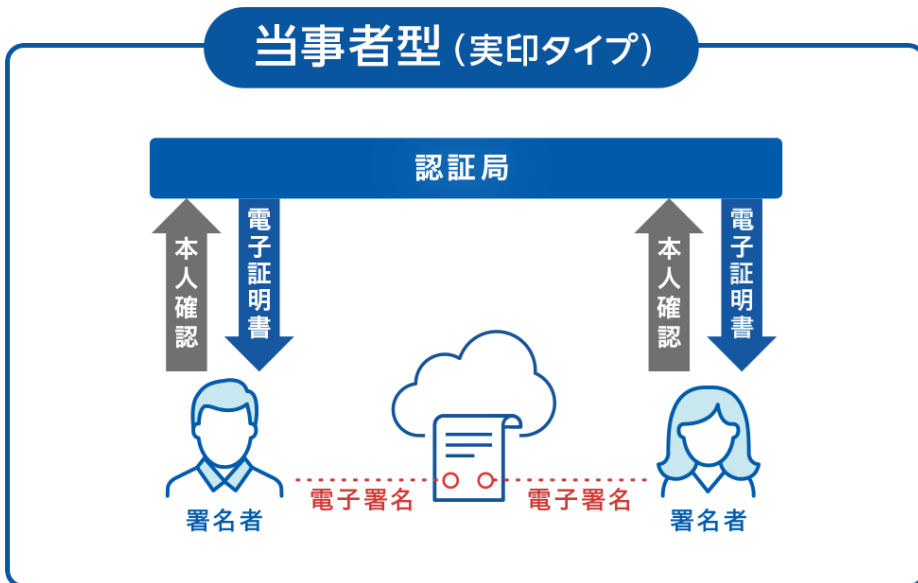 当事者型（実印タイプ）
認証局
本人確認
電子証明書
本人確認
電子証明書
電子署名
電子署名
署名者
署名者